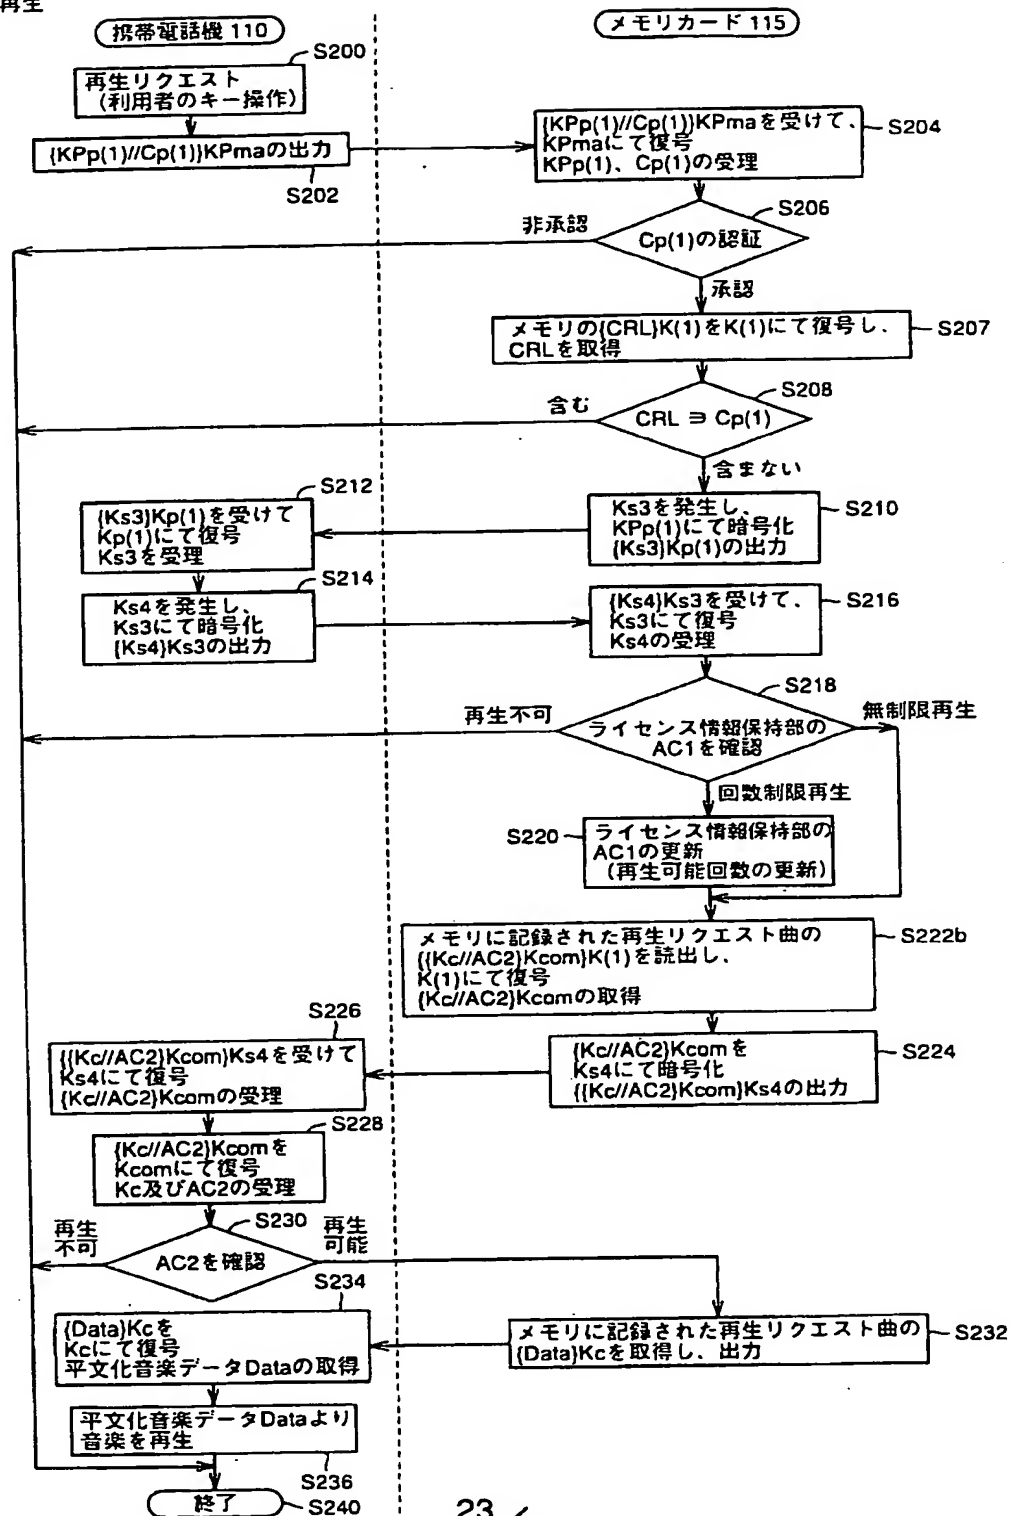 再生
携帯電話機 110
メモリカード 115
S200
再生リクエスト
(利用者のキー操作)
{KPp(1)//Cp(1)}KPmaの出力
S202
{KPp(1)//Cp(1)}KPmaを受けて、
KPmaにて復号
KPp(1)、Cp(1)の受理
S204
S206
Cp(1)の認証
非承認
承認
メモリの{CRL}K(1)をK(1)にて復号し、
CRLを取得
S207
S208
CRL ∋ Cp(1)
含む
含まない
Ks3を発生し、
KPp(1)にて暗号化
{Ks3}Kp(1)の出力
S210
S212
{Ks3}Kp(1)を受けて
Kp(1)にて復号
Ks3を受理
S214
Ks4を発生し、
Ks3にて暗号化
{Ks4}Ks3の出力
{Ks4}Ks3を受けて、
Ks3にて復号
Ks4の受理
S216
S218
再生不可
ライセンス情報保持部の
AC1を確認
無制限再生
回数制限再生
S220
ライセンス情報保持部の
AC1の更新
(再生可能回数の更新)
メモリに記録された再生リクエスト曲の
{{Kc//AC2}Kcom}K(1)を読出し、
K(1)にて復号
{Kc//AC2}Kcomの取得
S222b
{Kc//AC2}Kcomを
Ks4にて暗号化
{{Kc//AC2}Kcom}Ks4の出力
S224
S226
{{Kc//AC2}Kcom}Ks4を受けて
Ks4にて復号
{Kc//AC2}Kcomの受理
S228
{Kc//AC2}Kcomを
Kcomにて復号
Kc及びAC2の受理
S230
再生
不可
AC2を確認
再生
可能
メモリに記録された再生リクエスト曲の
{Data}Kcを取得し、出力
S232
S234
{Data}Kcを
Kcにて復号
平文化音楽データDataの取得
平文化音楽データDataより
音楽を再生
S236
終了
S240
23